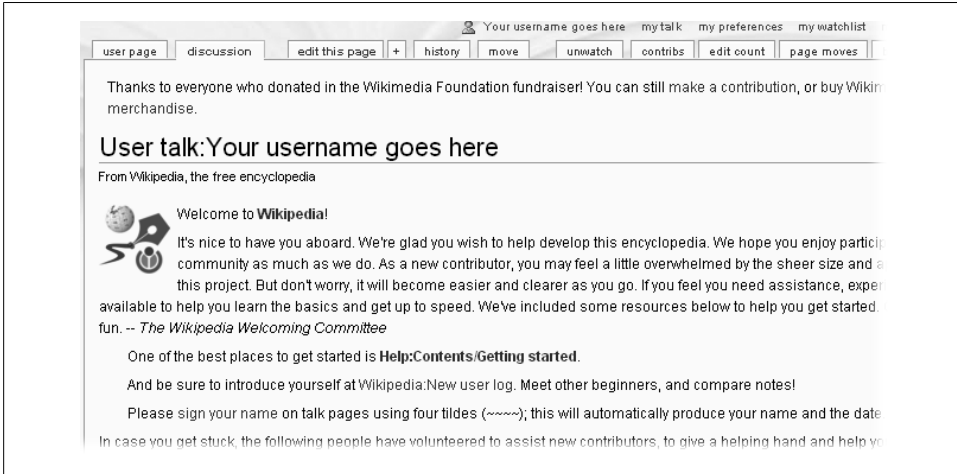 Your username goes here my talk my preferences my watchlist
user page discussion edit this page + history move unwatch contribs edit count page moves
Thanks to everyone who donated in the Wikimedia Foundation fundraiser! You can still make a contribution, or buy
merchandise.
User talk:Your username goes here
From Wikipedia, the free encyclopedia
Welcome to Wikipedia!
It's nice to have you aboard. We're glad you wish to help develop this encyclopedia. We hope you enjoy
community as much as we do. As a new contributor, you may feel a little overwhelmed by the sheer size and
this project. But don't worry, it will become easier and clearer as you go. If you feel you need assistance,
available to help you learn the basics and get up to speed. We've included some resources below to help you get started.
fun. -- The Wikipedia Welcoming Committee
One of the best places to get started is Help:Contents/Getting started.
And be sure to introduce yourself at Wikipedia:New user log. Meet other beginners, and compare notes!
Please sign your name on talk pages using four tildes (~~~~); this will automatically produce your name and the date
In case you get stuck, the following people have volunteered to assist new contributors, to give a helping hand and help